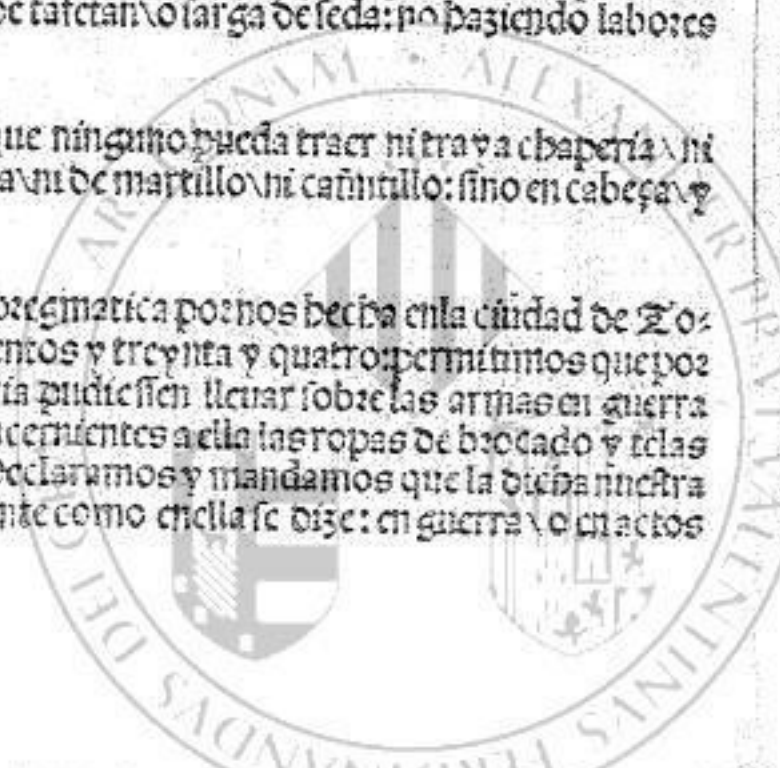 de tafetan\o sarga de seda: no haziendo labores
que ninguno pueda traer ni traya chaperia\ni
a\ni de martillo\ni cañutillo: sino en cabeça\y
pregmatica por nos hecha enla ciudad de To-
entos y treynta y quatro: permitimos que por
ia pudiessen lleuar sobre las armas en guerra
cernientes a ella las ropas de brocado y telas
Declaramos y mandamos que la dicha nuestra
nte como enella se dize: en guerra\o en actos